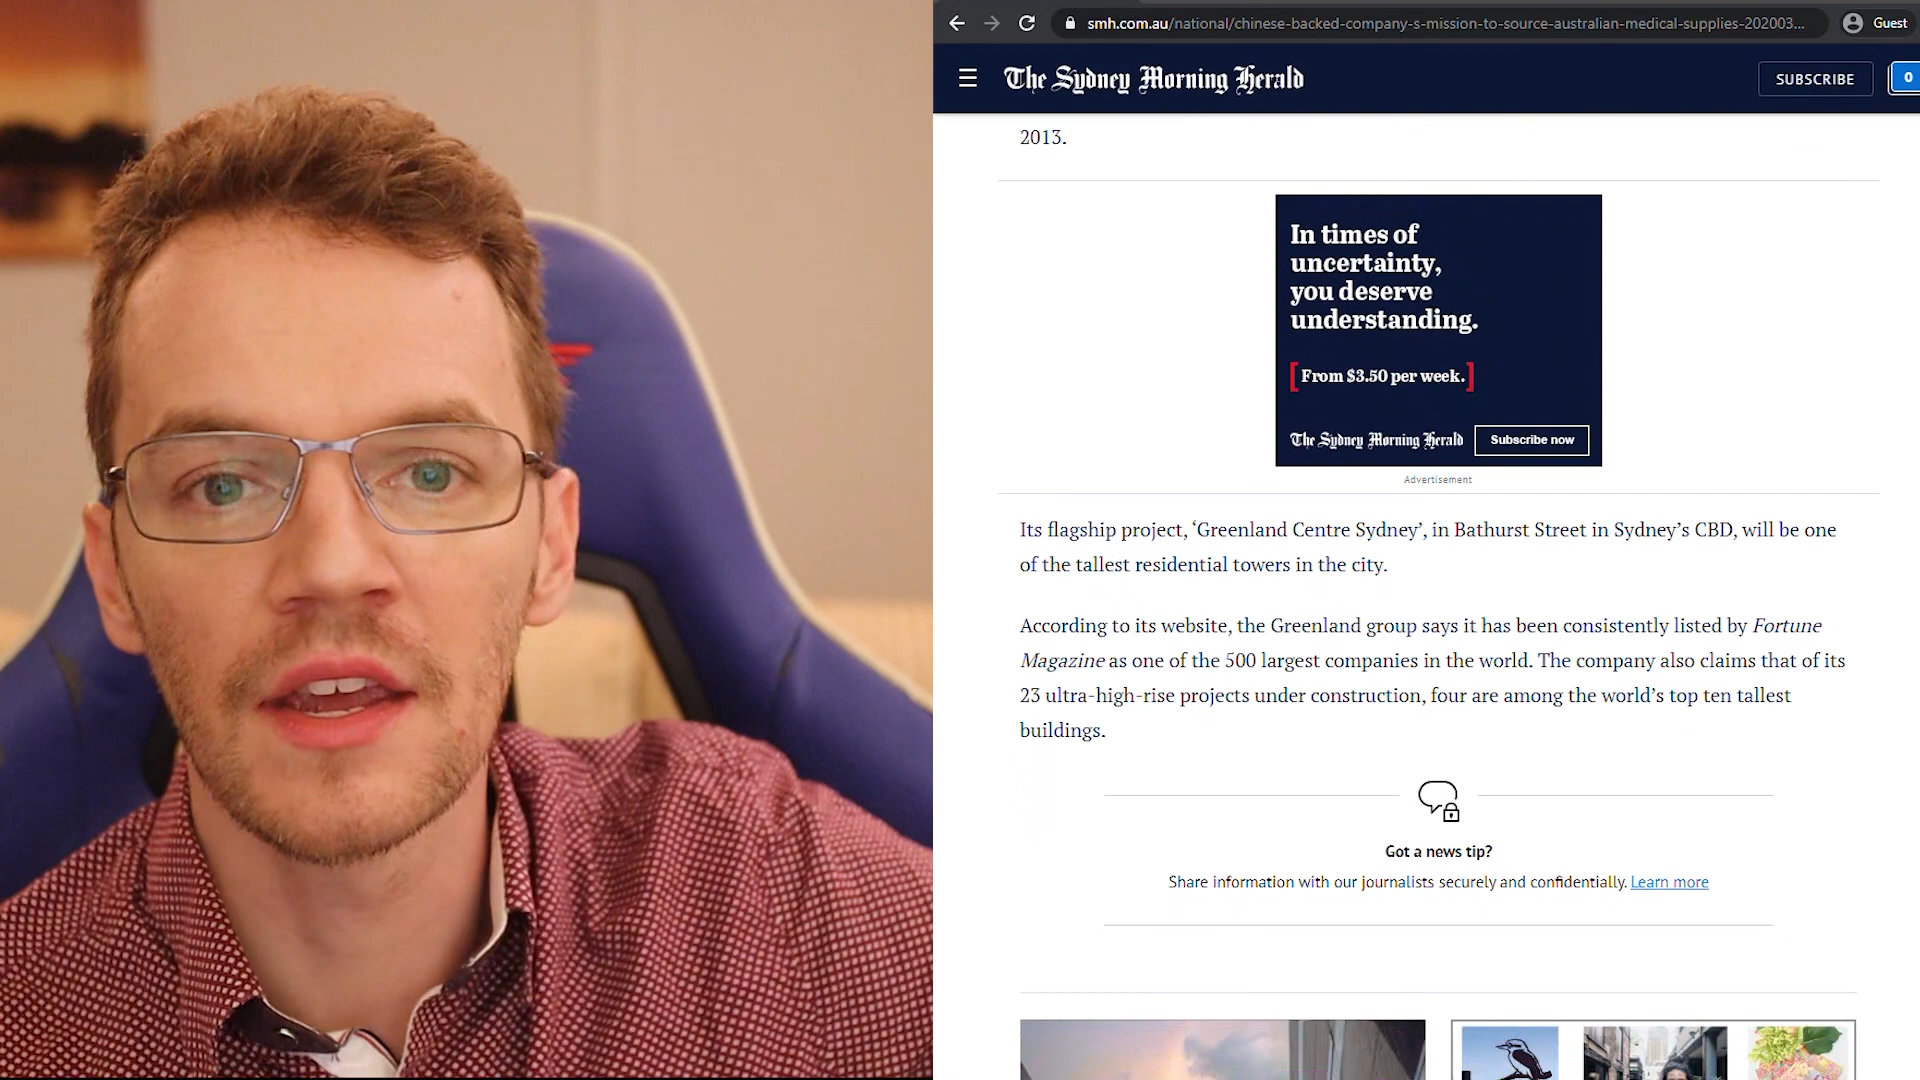 smh.com.au/national/chinese-backed-company-s-mission-to-source-australian-medical-supplies-202003...
Guest
The Sydney Morning Herald
SUBSCRIBE
0
2013.
In times of
uncertainty,
you deserve
understanding.
[From $3.50 per week.]
The Sydney Morning Herald
Subscribe now
Advertisement
Its flagship project, ‘Greenland Centre Sydney’, in Bathurst Street in Sydney’s CBD, will be one
of the tallest residential towers in the city.
According to its website, the Greenland group says it has been consistently listed by Fortune
Magazine as one of the 500 largest companies in the world. The company also claims that of its
23 ultra-high-rise projects under construction, four are among the world’s top ten tallest
buildings.
Got a news tip?
Share information with our journalists securely and confidentially. Learn more